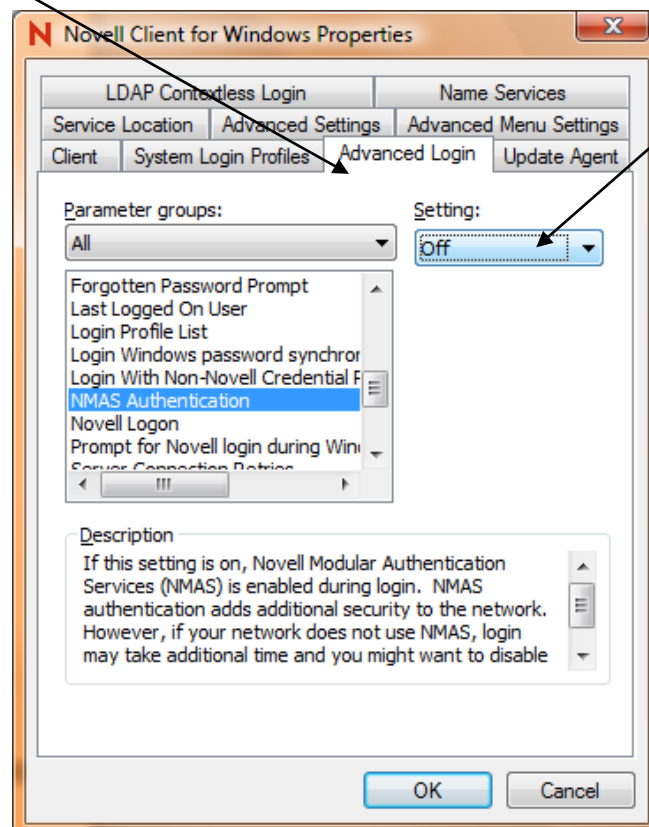 Novell Client for Windows Properties
LDAP Contextless Login Name Services
Service Location Advanced Settings Advanced Menu Settings
Client System Login Profiles Advanced Login Update Agent
Parameter groups: Setting:
All Off
Forgotten Password Prompt
Last Logged On User
Login Profile List
Login Windows password synchror
Login With Non-Novell Credential P
NMAS Authentication
Novell Logon
Prompt for Novell login during Win
Server Connection Retries
Description
If this setting is on, Novell Modular Authentication
Services (NMAS) is enabled during login. NMAS
authentication adds additional security to the network.
However, if your network does not use NMAS, login
may take additional time and you might want to disable
OK Cancel